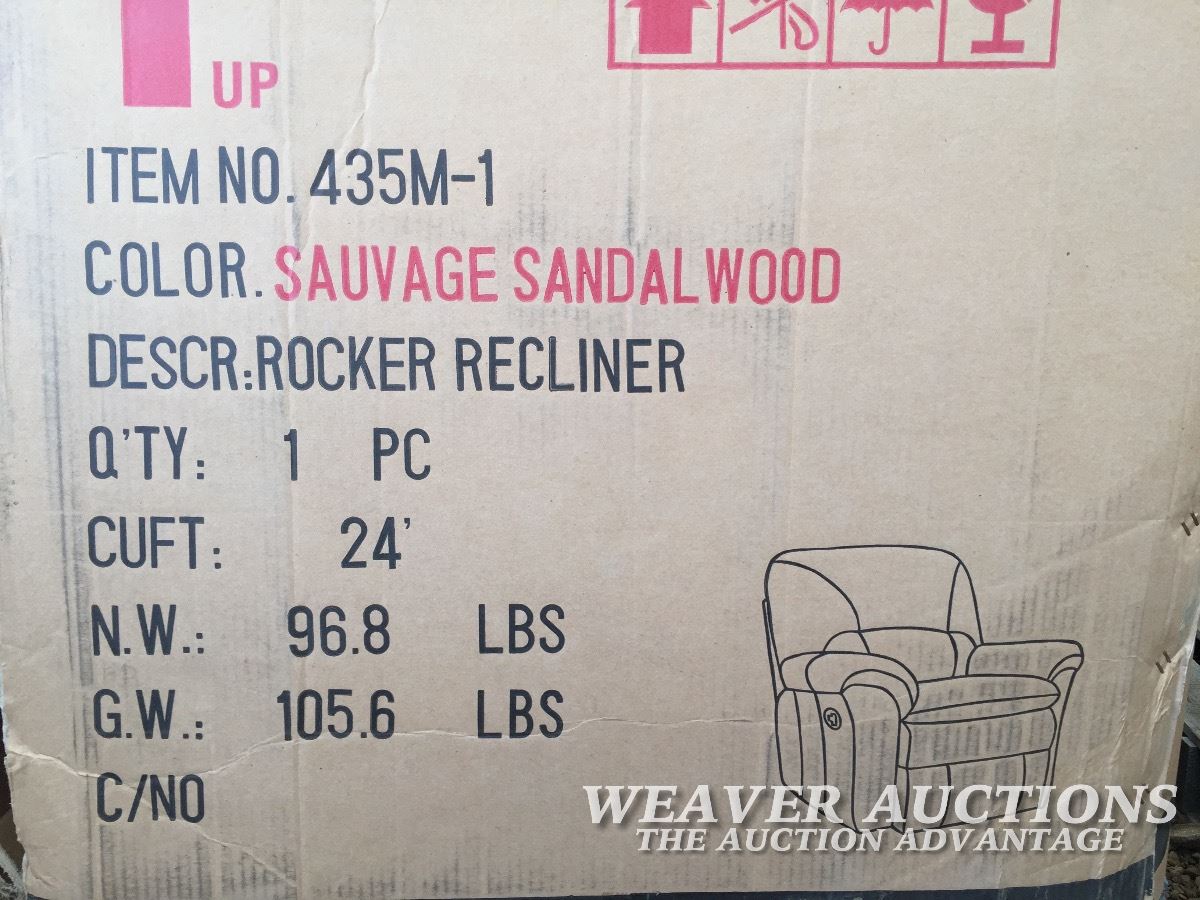 UP
ITEM NO. 435M-1
COLOR. SAUVAGE SANDALWOOD
DESCR:ROCKER RECLINER
Q'TY: 1 PC
CUFT: 24'
N.W.: 96.8 LBS
G.W.: 105.6 LBS
C/NO
WEAVER AUCTIONS
THE AUCTION ADVANTAGE